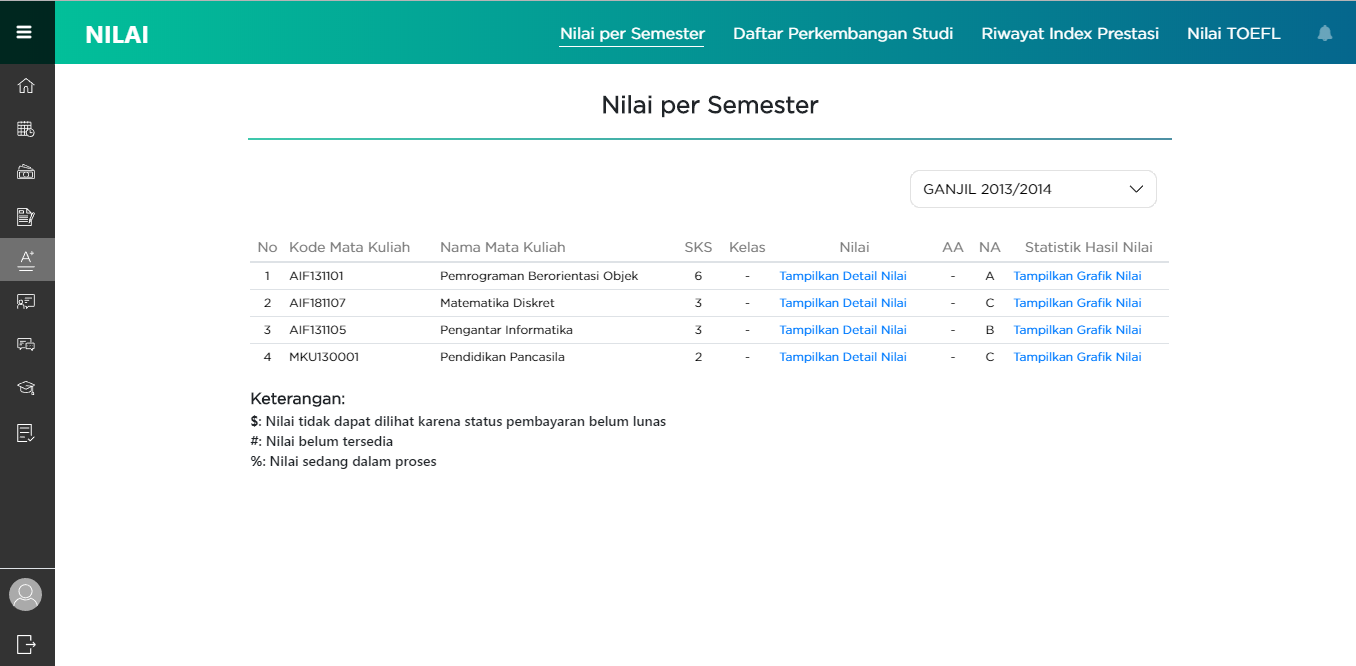 NILAI Nilai per Semester Daftar Perkembangan Studi Riwayat Index Prestasi Nilai TOEFL
Nilai per Semester
GANJIL 2013/2014
No Kode Mata Kuliah Nama Mata Kuliah SKS Kelas Nilai AA NA Statistik Hasil Nilai
1 AIF131101 Pemrograman Berorientasi Objek 6 - Tampilkan Detail Nilai - A Tampilkan Grafik Nilai
2 AIF181107 Matematika Diskret 3 - Tampilkan Detail Nilai - C Tampilkan Grafik Nilai
3 AIF131105 Pengantar Informatika 3 - Tampilkan Detail Nilai - B Tampilkan Grafik Nilai
4 MKU130001 Pendidikan Pancasila 2 - Tampilkan Detail Nilai - C Tampilkan Grafik Nilai
Keterangan:
$: Nilai tidak dapat dilihat karena status pembayaran belum lunas
#: Nilai belum tersedia
%: Nilai sedang dalam proses